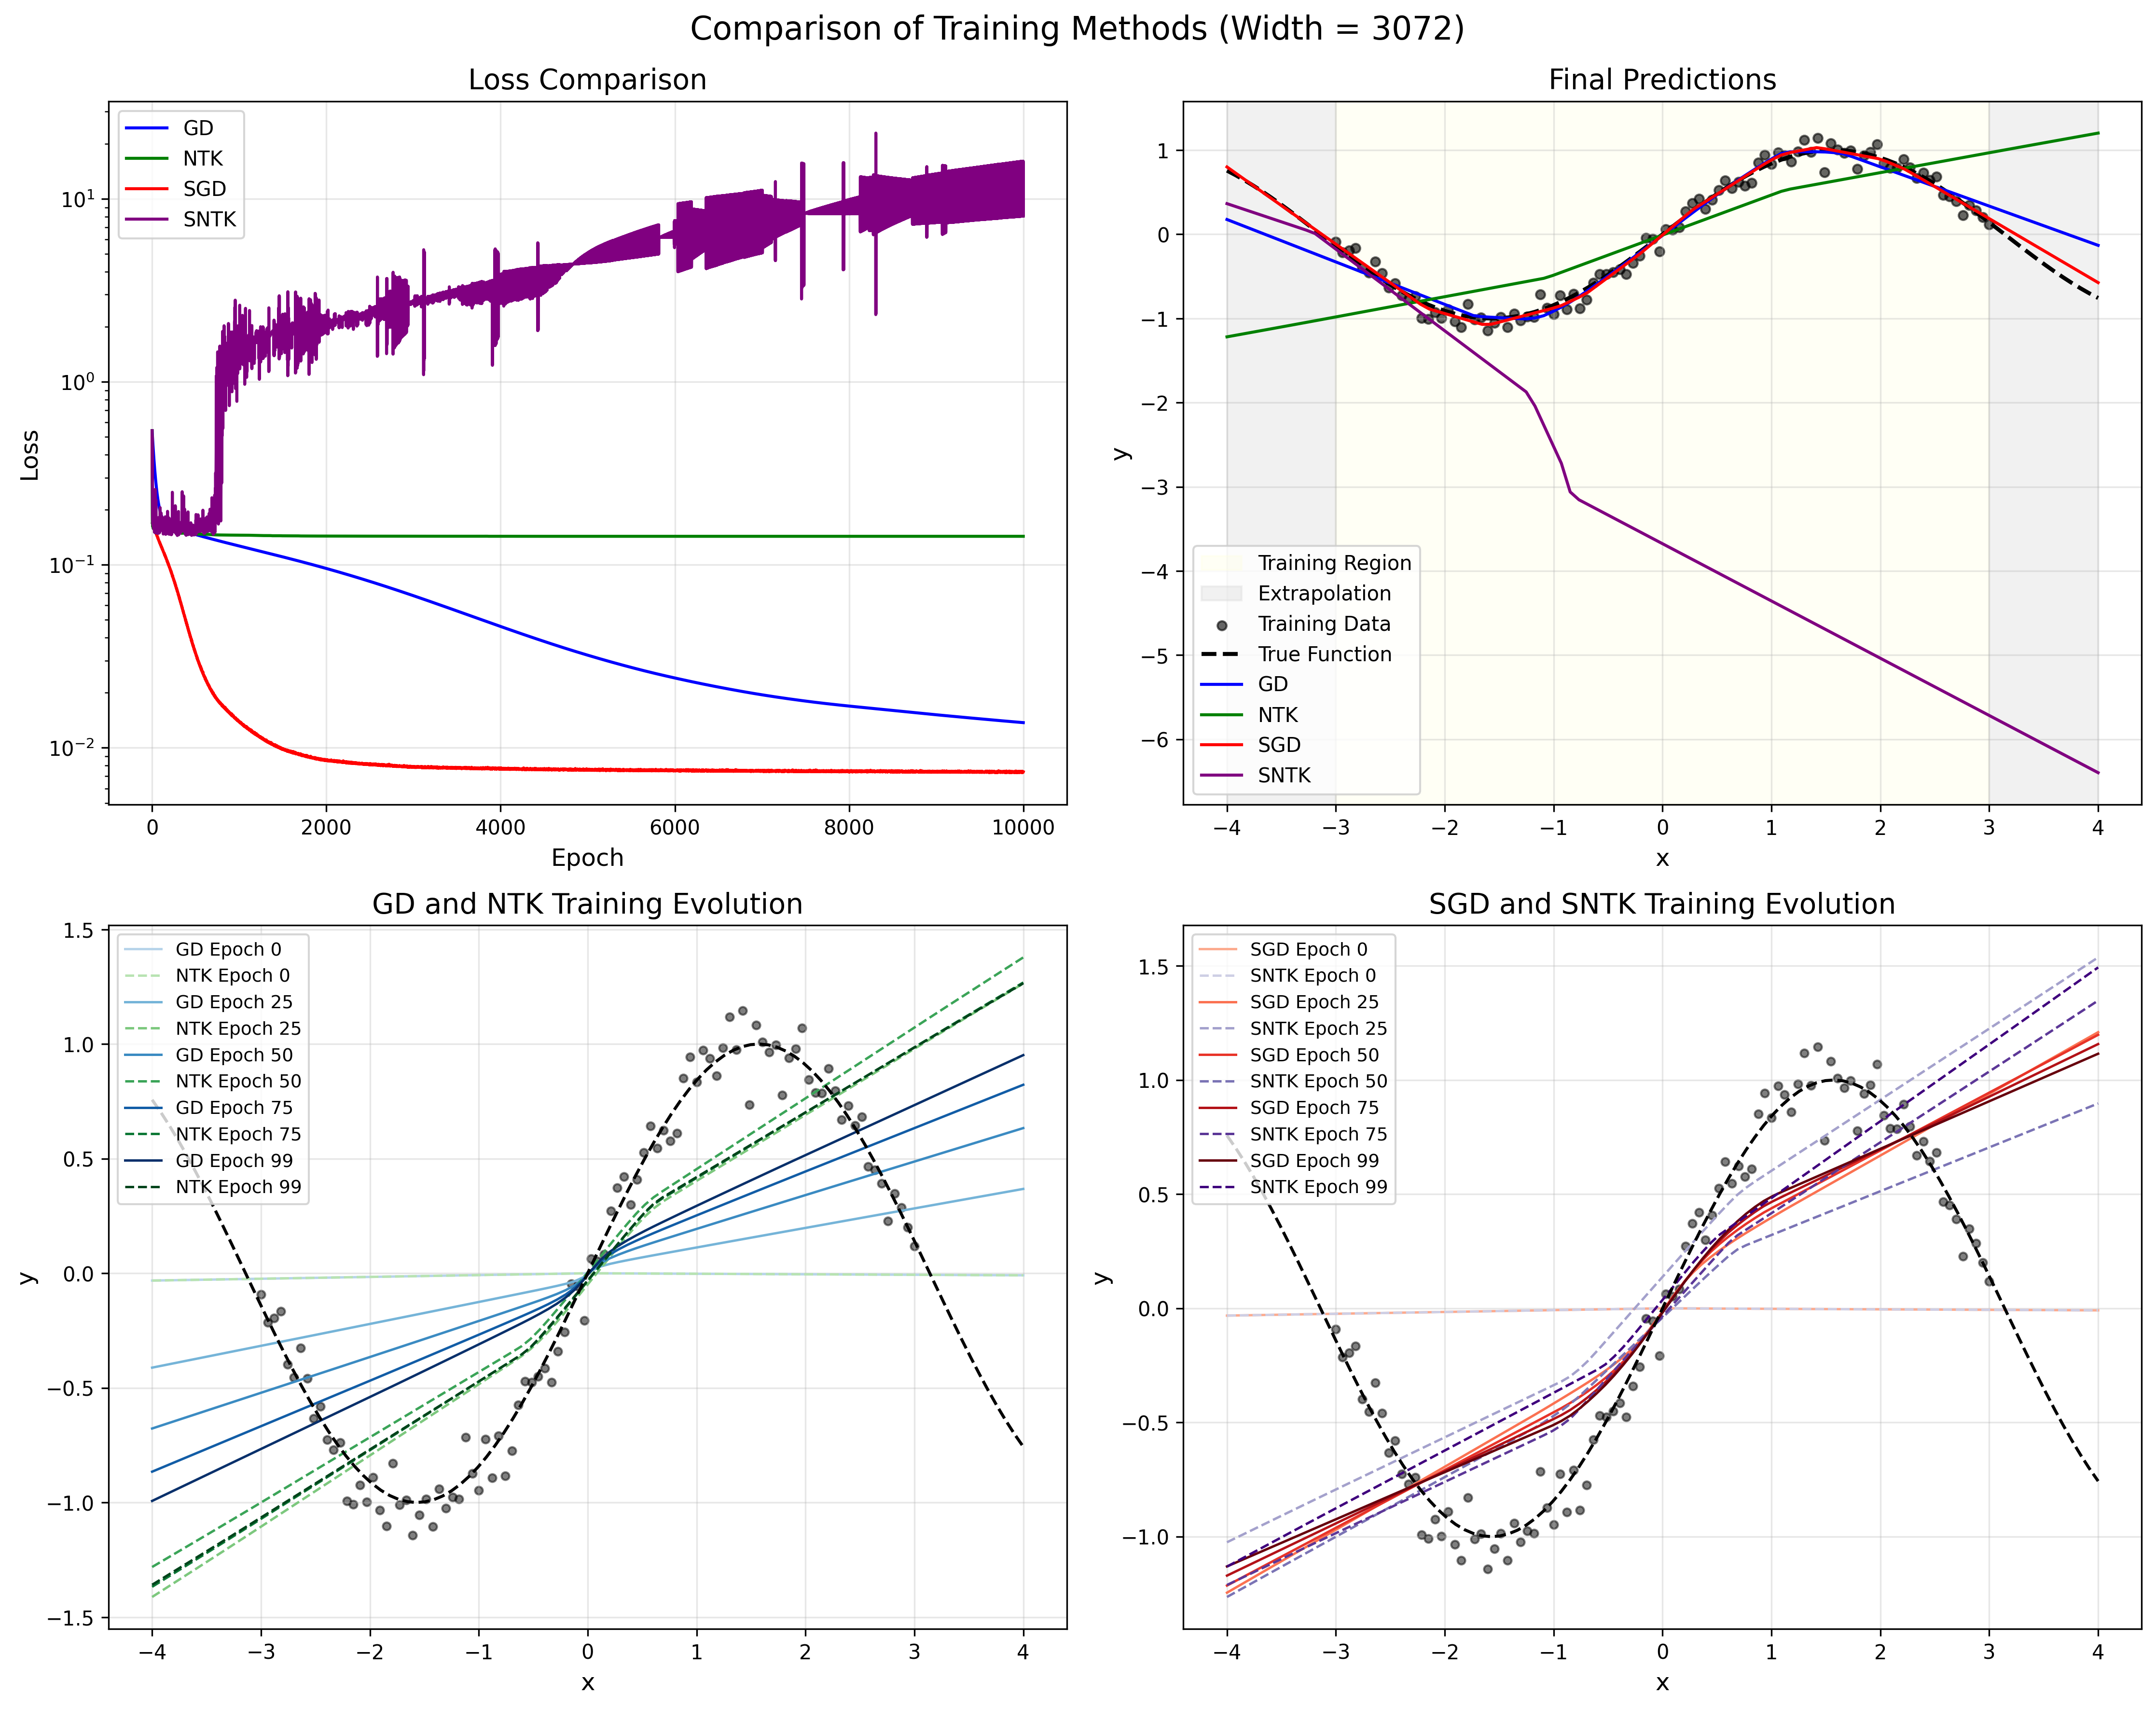 Comparison of Training Methods (Width = 3072)
Loss Comparison
GD
NTK
SGD
SNTK
Loss
10¹
10⁰
10⁻¹
10⁻²
0 2000 4000 6000 8000 10000
Epoch
Final Predictions
y
1
0
−1
−2
−3
−4
−5
−6
Training Region
Extrapolation
Training Data
True Function
GD
NTK
SGD
SNTK
−4 −3 −2 −1 0 1 2 3 4
x
GD and NTK Training Evolution
y
1.5
1.0
0.5
0.0
−0.5
−1.0
−1.5
GD Epoch 0
NTK Epoch 0
GD Epoch 25
NTK Epoch 25
GD Epoch 50
NTK Epoch 50
GD Epoch 75
NTK Epoch 75
GD Epoch 99
NTK Epoch 99
−4 −3 −2 −1 0 1 2 3 4
x
SGD and SNTK Training Evolution
y
1.5
1.0
0.5
0.0
−0.5
−1.0
SGD Epoch 0
SNTK Epoch 0
SGD Epoch 25
SNTK Epoch 25
SGD Epoch 50
SNTK Epoch 50
SGD Epoch 75
SNTK Epoch 75
SGD Epoch 99
SNTK Epoch 99
−4 −3 −2 −1 0 1 2 3 4
x